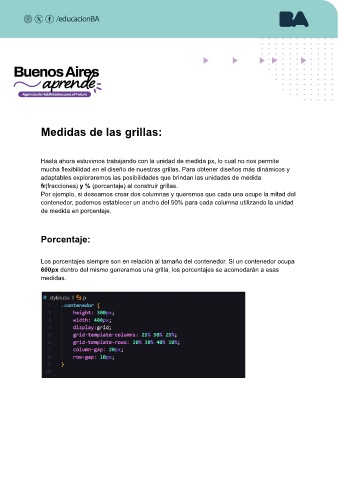 /educacionBA
BA
Buenos Aires
aprende
Agencia de Habilidades para el Futuro
Medidas de las grillas:
Hasta ahora estuvimos trabajando con la unidad de medida px, lo cual no nos permite
mucha flexibilidad en el diseño de nuestras grillas. Para obtener diseños más dinámicos y
adaptables exploraremos las posibilidades que brindan las unidades de medida
fr(fracciones) y % (porcentaje) al construir grillas.
Por ejemplo, si deseamos crear dos columnas y queremos que cada una ocupe la mitad del
contenedor, podemos establecer un ancho del 50% para cada columna utilizando la unidad
de medida en porcentaje.
Porcentaje:
Los porcentajes siempre son en relación al tamaño del contenedor. Si un contenedor ocupa
600px dentro del mismo generamos una grilla, los porcentajes se acomodarán a esas
medidas.
# styles.css > p
1 .contenedor {
2 height: 300px;
3 width: 400px;
4 display:grid;
5 grid-template-columns: 25% 50% 25%;
6 grid-template-rows: 20% 30% 40% 10%;
7 column-gap: 20px;
8 row-gap: 10px;
9 }
10